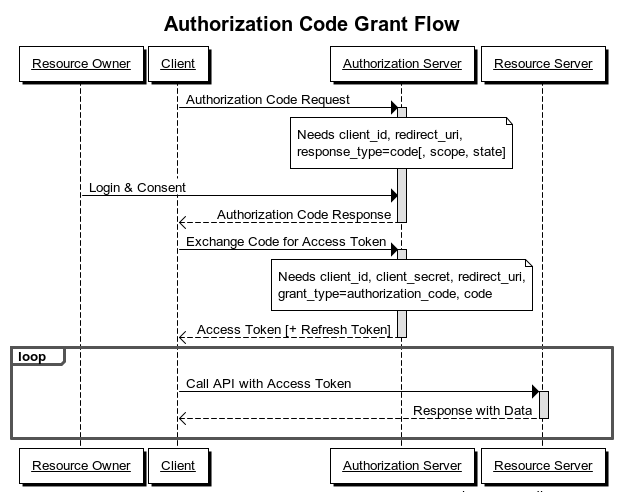 Authorization Code Grant Flow
Resource Owner
Client
Authorization Server
Resource Server
Authorization Code Request
Needs client_id, redirect_uri,
response_type=code[, scope, state]
Login & Consent
Authorization Code Response
Exchange Code for Access Token
Needs client_id, client_secret, redirect_uri,
grant_type=authorization_code, code
Access Token [+ Refresh Token]
loop
Call API with Access Token
Response with Data
Resource Owner
Client
Authorization Server
Resource Server